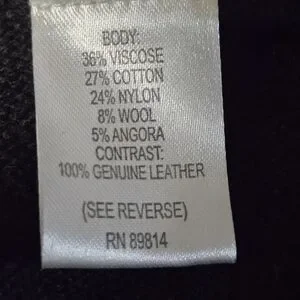 BODY:
36% VISCOSE
27% COTTON
24% NYLON
8% WOOL
5% ANGORA
CONTRAST:
100% GENUINE LEATHER
(SEE REVERSE)
RN 89814